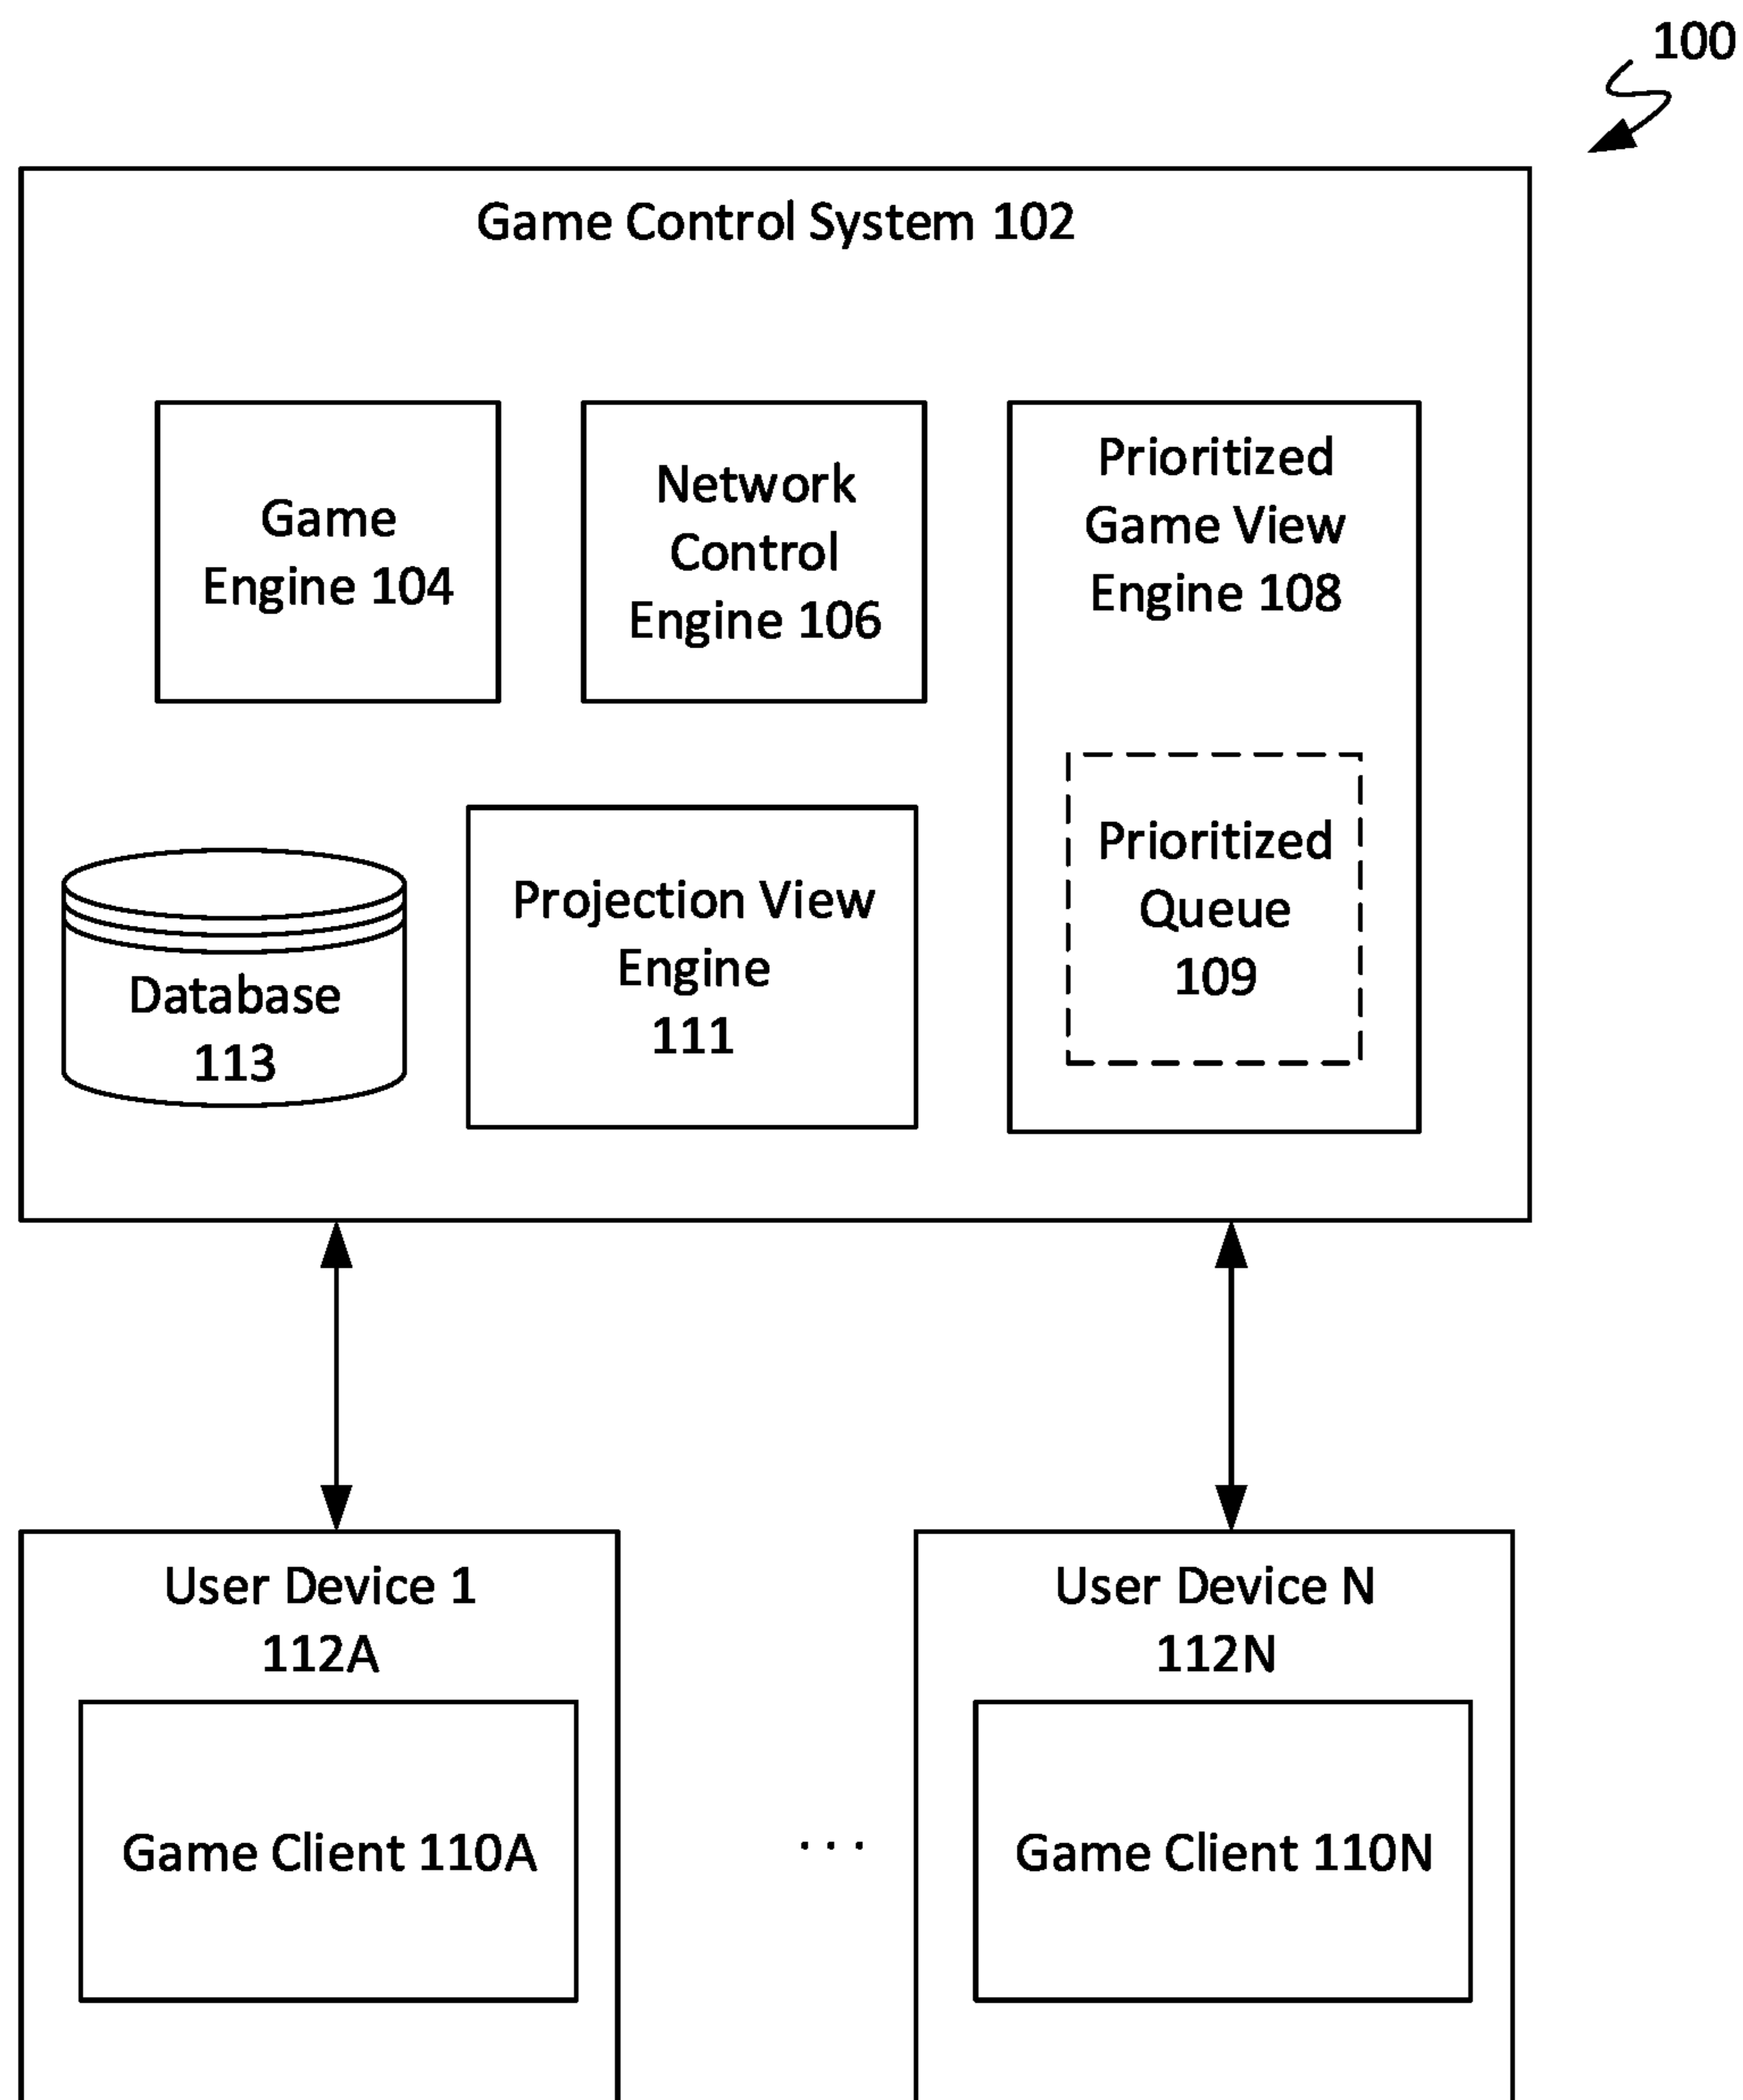 100
Game Control System 102
Game
Engine 104
Network
Control
Engine 106
Prioritized
Game View
Engine 108
Prioritized
Queue
109
Projection View
Engine
111
Database
113
User Device 1
112A
Game Client 110A
. . .
User Device N
112N
Game Client 110N